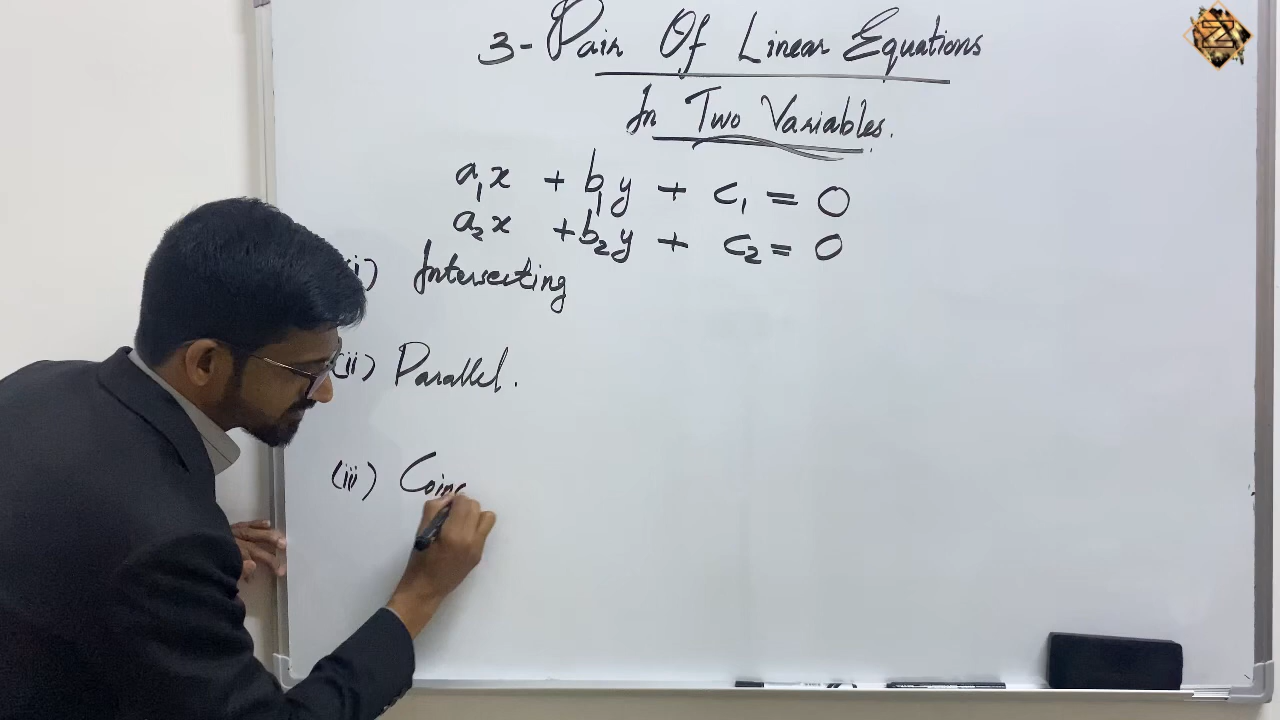 3- Pair Of Linear Equations
In Two Variables.
a₁x + b₁y + c₁ = 0
a₂x + b₂y + c₂ = 0
(i) Intersecting
(ii) Parallel.
(iii) Coinc
Z